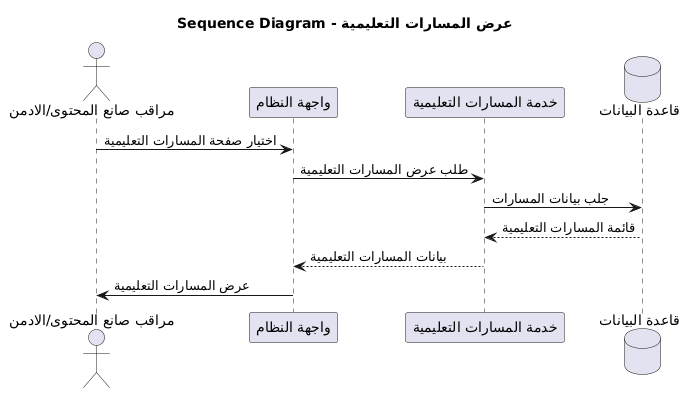 Sequence Diagram - عرض المسارات التعليمية
مراقب صانع المحتوى/الادمن
واجهة النظام
خدمة المسارات التعليمية
قاعدة البيانات
اختيار صفحة المسارات التعليمية
طلب عرض المسارات التعليمية
جلب بيانات المسارات
قائمة المسارات التعليمية
بيانات المسارات التعليمية
عرض المسارات التعليمية
مراقب صانع المحتوى/الادمن
واجهة النظام
خدمة المسارات التعليمية
قاعدة البيانات